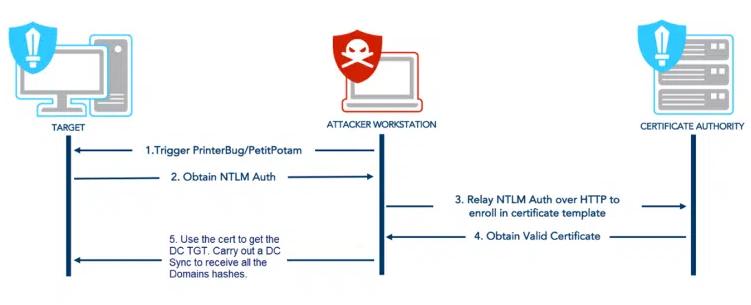 TARGET
ATTACKER WORKSTATION
CERTIFICATE AUTHORITY
1.Trigger PrinterBug/PetitPotam
2. Obtain NTLM Auth
3. Relay NTLM Auth over HTTP to
enroll in certificate template
4. Obtain Valid Certificate
5. Use the cert to get the
DC TGT. Carry out a DC
Sync to receive all the
Domains hashes.